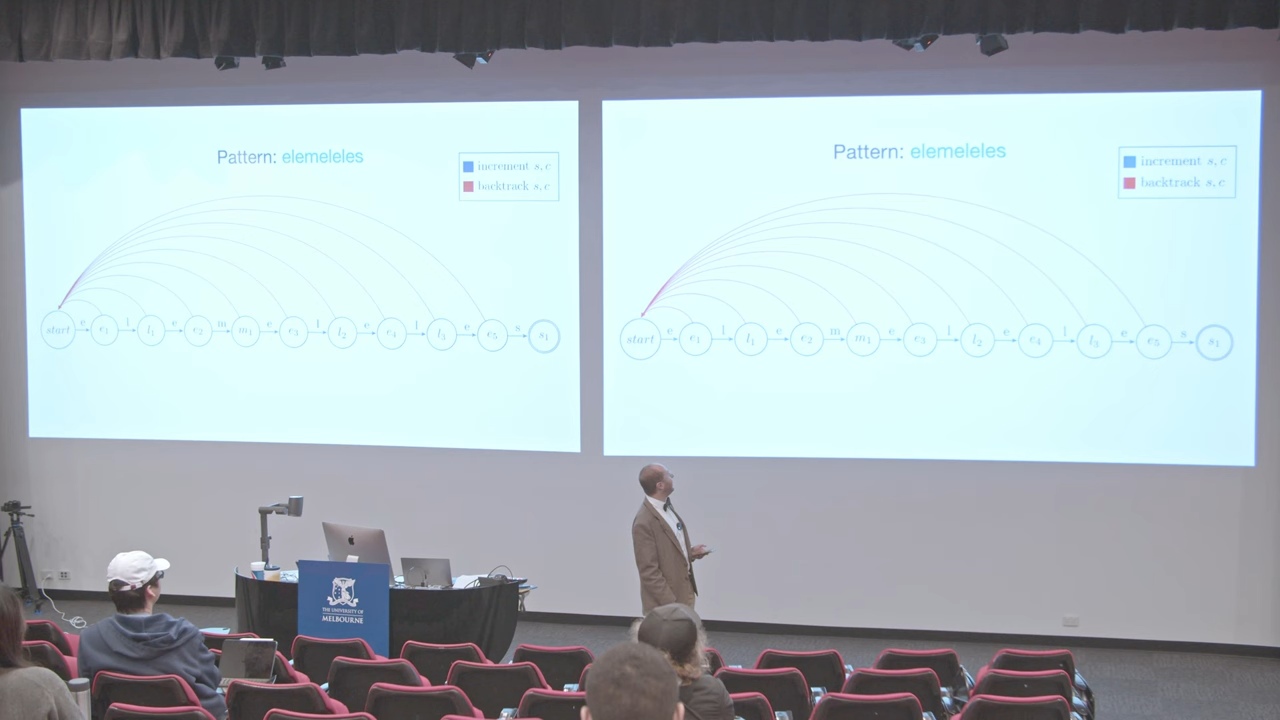 Pattern: elemeleles
increment s, c
backtrack s, c
start e e1 l l1 e e2 m m1 e e3 l l2 e e4 l l3 e e5 s s1
Pattern: elemeleles
increment s, c
backtrack s, c
start e e1 l l1 e e2 m m1 e e3 l l2 e e4 l l3 e e5 s s1
THE UNIVERSITY OF
MELBOURNE